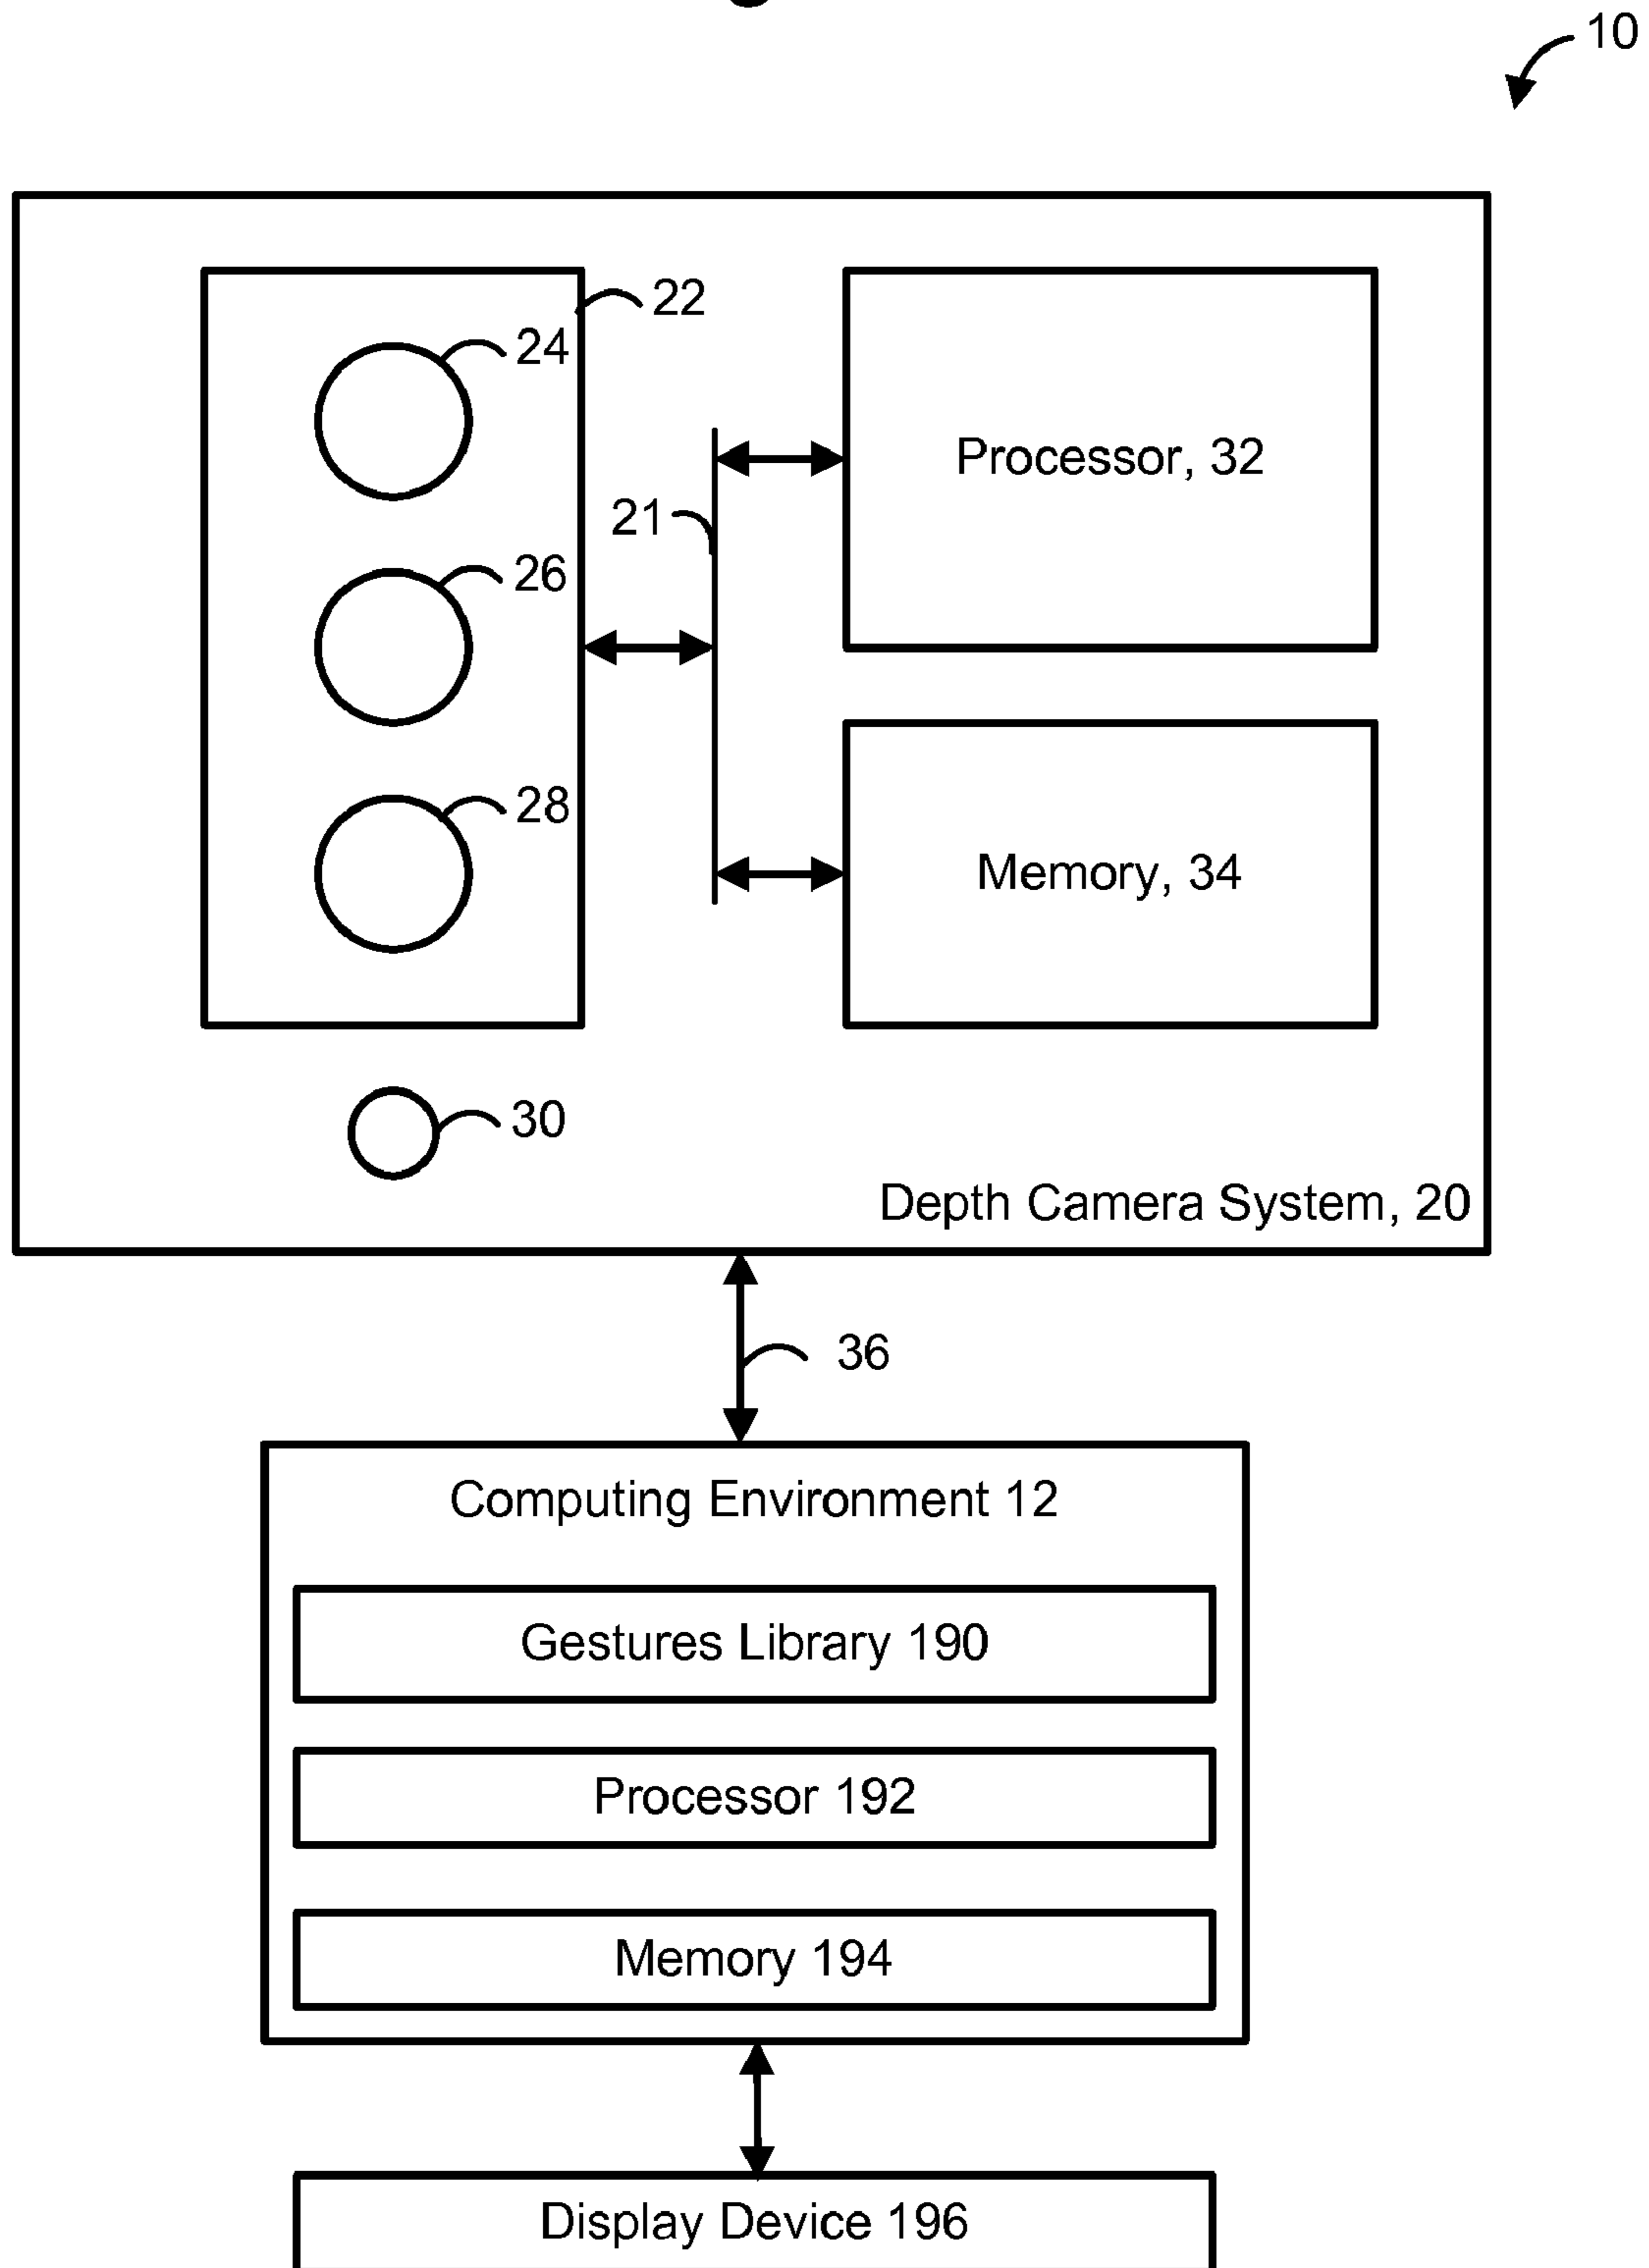 10
22
24
Processor, 32
21
26
28
Memory, 34
30
Depth Camera System, 20
36
Computing Environment 12
Gestures Library 190
Processor 192
Memory 194
Display Device 196